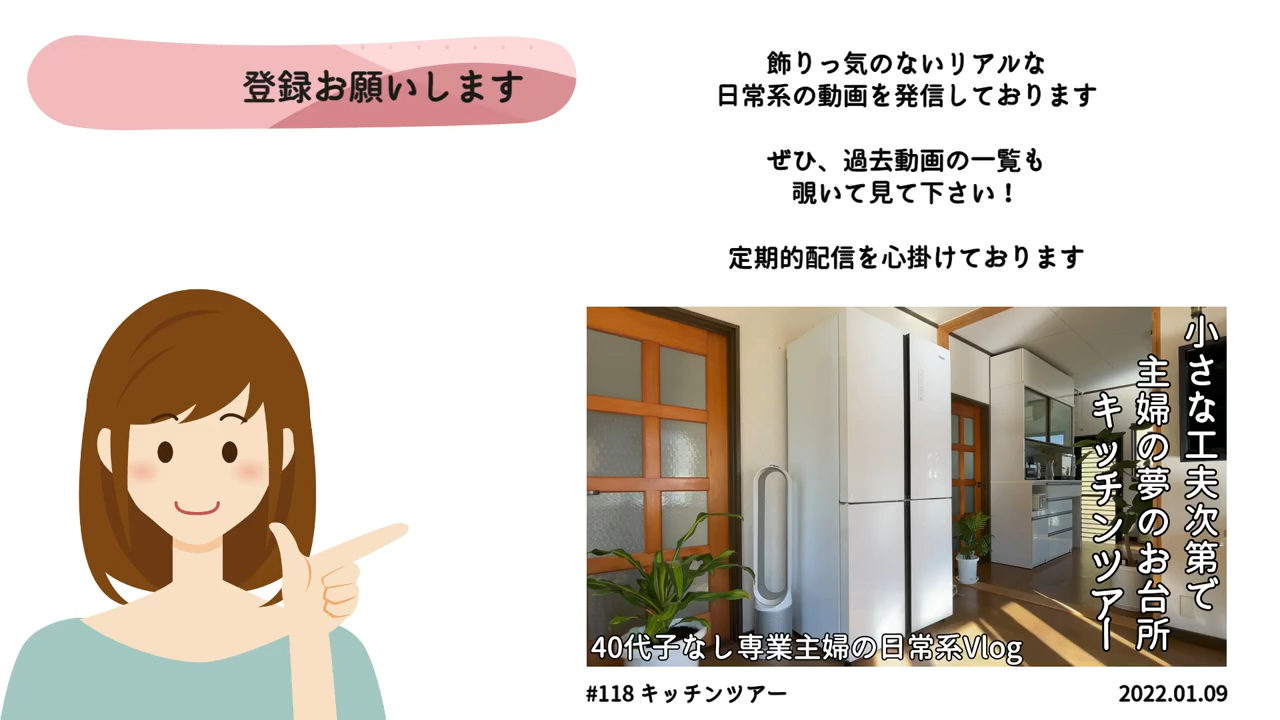 登録お願いします
飾りっ気のないリアルな
日常系の動画を発信しております
ぜひ、過去動画の一覧も
覗いて見て下さい！
定期的配信を心掛けております
小さな工夫次第で
主婦の夢のお台所
キッチンツアー
40代子なし専業主婦の日常系Vlog
#118 キッチンツアー
2022.01.09